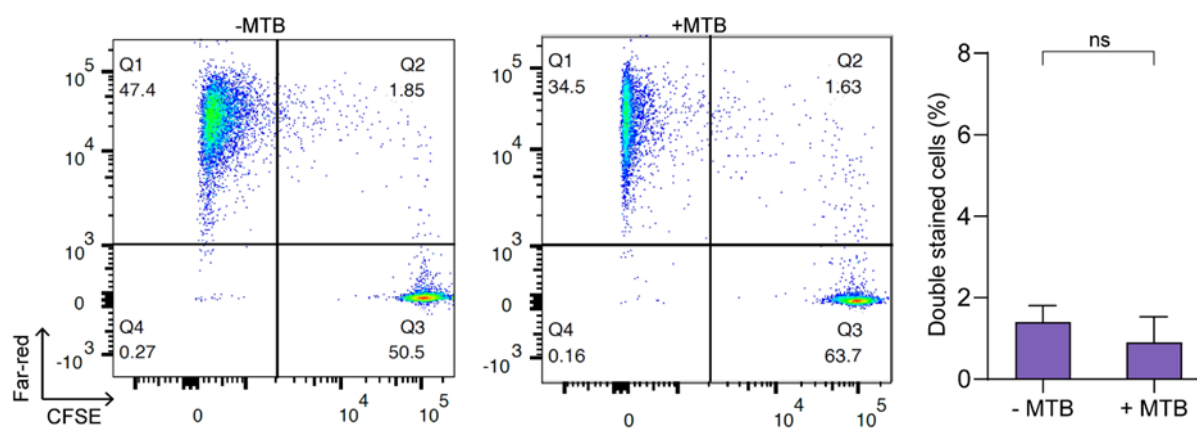 -MTB
Q1
47.4
Q2
1.85
Q4
0.27
Q3
50.5
10^5
10^4
10^3
0
-10^3
0
10^4
10^5
Far-red
CFSE
+MTB
Q1
34.5
Q2
1.63
Q4
0.16
Q3
63.7
10^5
10^4
10^3
0
-10^3
0
10^4
10^5
ns
Double stained cells (%)
8
6
4
2
0
- MTB
+ MTB